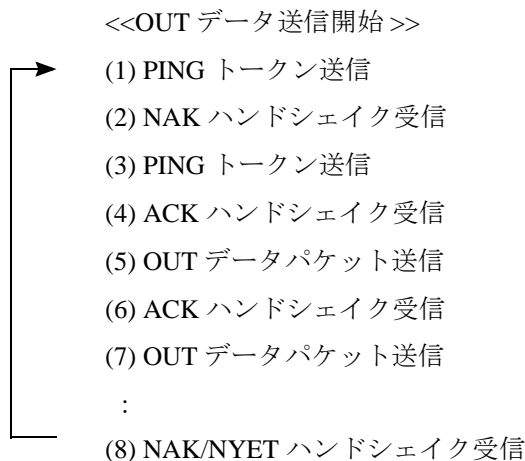 <<OUT データ送信開始 >>
(1) PING トークン送信
(2) NAK ハンドシェイク受信
(3) PING トークン送信
(4) ACK ハンドシェイク受信
(5) OUT データパケット送信
(6) ACK ハンドシェイク受信
(7) OUT データパケット送信
:
(8) NAK/NYET ハンドシェイク受信